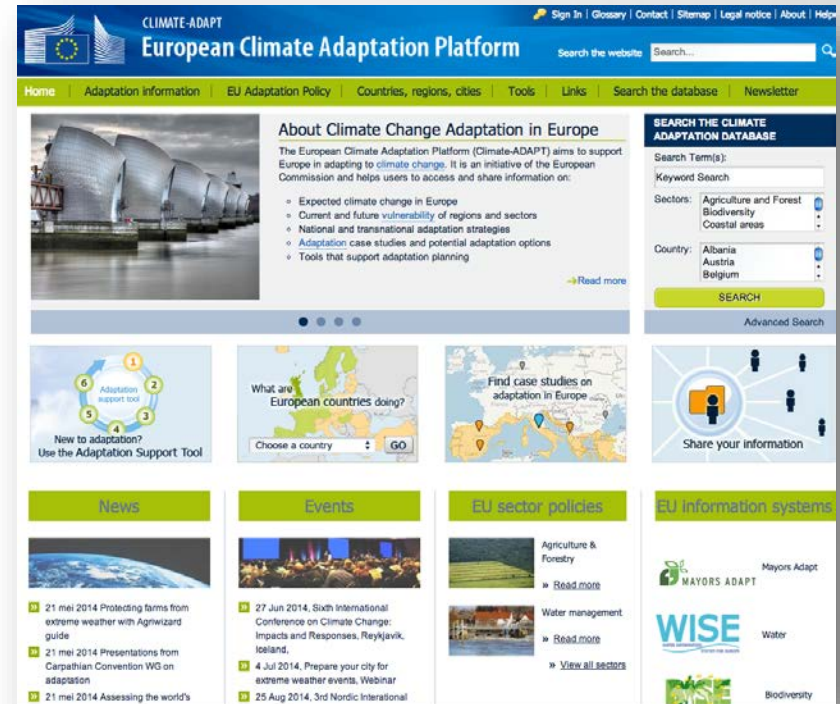 CLIMATE-ADAPT
European Climate Adaptation Platform
Sign In | Glossary | Contact | Sitemap | Legal notice | About |
Search the website Search...
Home | Adaptation information | EU Adaptation Policy | Countries, regions, cities | Tools | Links | Search the database | Newsletter
About Climate Change Adaptation in Europe
The European Climate Adaptation Platform (Climate-ADAPT) aims to support
Europe in adapting to climate change. It is an initiative of the European
Commission and helps users to access and share information on:
Expected climate change in Europe
Current and future vulnerability of regions and sectors
National and transnational adaptation strategies
Adaptation case studies and potential adaptation options
Tools that support adaptation planning
Read more
SEARCH THE CLIMATE
ADAPTATION DATABASE
Search Term(s):
Keyword Search
Sectors: Agriculture and Forest
Biodiversity
Coastal areas
Country: Albania
Austria
Belgium
SEARCH
Advanced Search
1
2
3
4
5
6
Adaptation
support tool
New to adaptation?
Use the Adaptation Support Tool
What are
European countries doing?
Choose a country GO
Find case studies on
adaptation in Europe
Share your information
News
21 mei 2014 Protecting farms from
extreme weather with Agriwizard
guide
21 mei 2014 Presentations from
Carpathian Convention WG on
adaptation
21 mei 2014 Assessing the world's
Events
27 Jun 2014, Sixth International
Conference on Climate Change:
Impacts and Responses, Reykjavik,
Iceland,
4 Jul 2014, Prepare your city for
extreme weather events, Webinar
25 Aug 2014, 3rd Nordic Interational
EU sector policies
Agriculture &
Forestry
» Read more
Water management
» Read more
» View all sectors
EU information systems
MAYORS ADAPT
Mayors Adapt
WISE
Water
Biodiversity